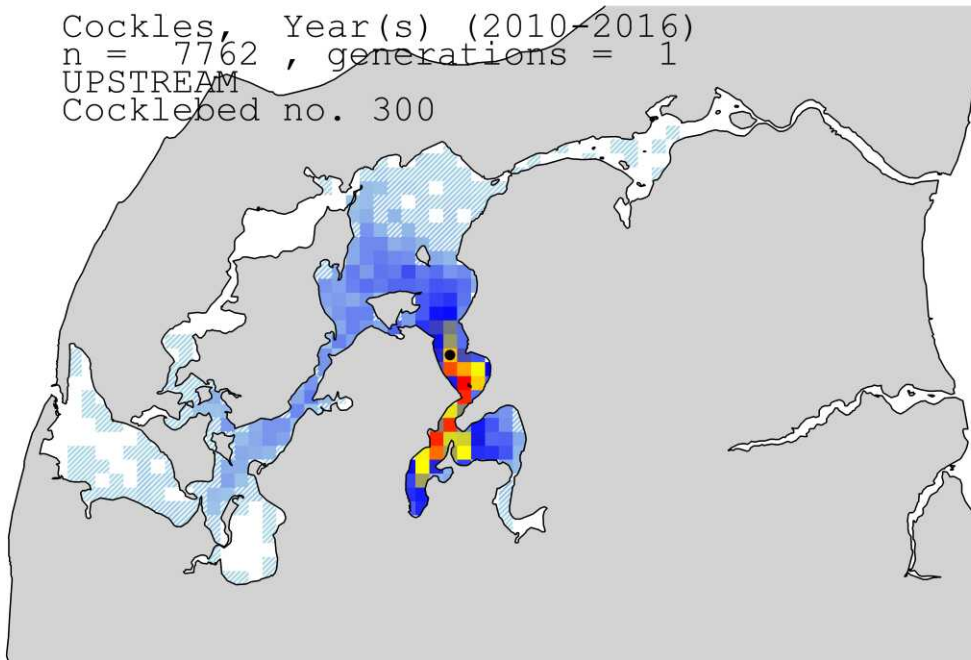 Cockles, Year(s) (2010-2016)
n = 7762 , generations = 1
UPSTREAM
Cocklebed no. 300